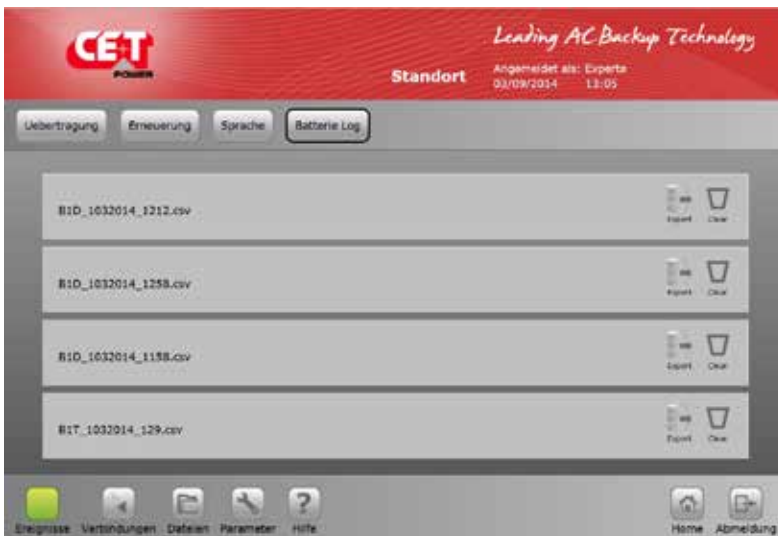 CE+T
POWER
Leading AC Backup Technology
Standort
Angemeldet als: Experte
03/09/2014 13:05
Uebertragung Erneuerung Sprache Batterie Log
B1D_1032014_1212.csv
Export Clear
B1D_1032014_1258.csv
Export Clear
B1D_1032014_1158.csv
Export Clear
B1T_1032014_129.csv
Export Clear
Ereignisse Verbindungen Dateien Parameter Hilfe
Home Abmeldung